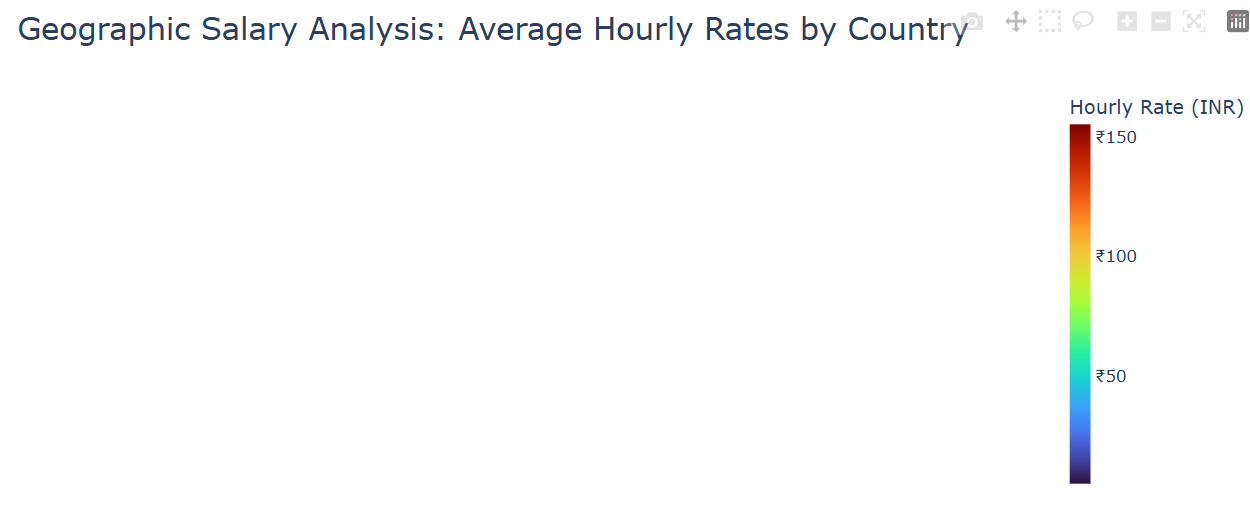 Geographic Salary Analysis: Average Hourly Rates by Country
Hourly Rate (INR)
₹150
₹100
₹50